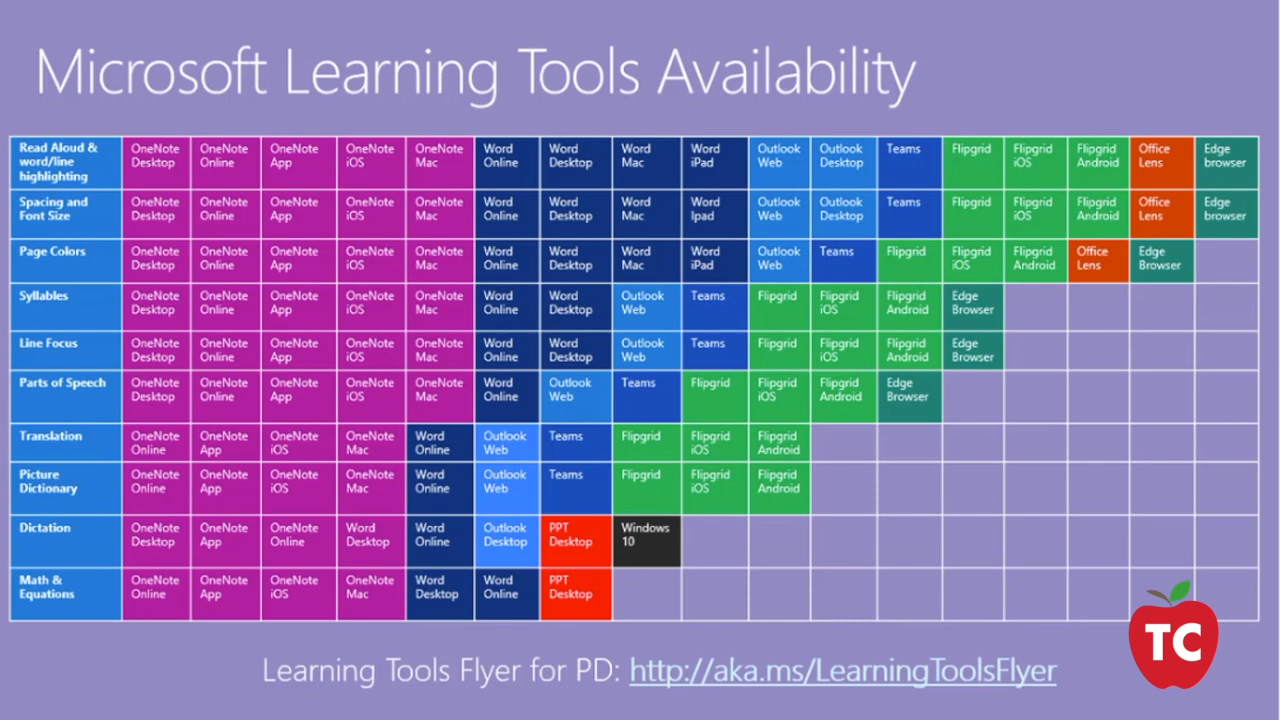 Microsoft Learning Tools Availability
Read Aloud & word/line highlighting OneNote Desktop OneNote Online OneNote App OneNote iOS OneNote Mac Word Online Word Desktop Word Mac Word iPad Outlook Web Outlook Desktop Teams Flipgrid Flipgrid iOS Flipgrid Android Office Lens Edge browser
Spacing and Font Size OneNote Desktop OneNote Online OneNote App OneNote iOS OneNote Mac Word Online Word Desktop Word Mac Word Ipad Outlook Web Outlook Desktop Teams Flipgrid Flipgrid iOS Flipgrid Android Office Lens Edge browser
Page Colors OneNote Desktop OneNote Online OneNote App OneNote iOS OneNote Mac Word Online Word Desktop Word Mac Word iPad Outlook Web Teams Flipgrid Flipgrid iOS Flipgrid Android Office Lens Edge Browser
Syllables OneNote Desktop OneNote Online OneNote App OneNote iOS OneNote Mac Word Online Word Desktop Outlook Web Teams Flipgrid Flipgrid iOS Flipgrid Android Edge Browser
Line Focus OneNote Desktop OneNote Online OneNote App OneNote iOS OneNote Mac Word Online Word Desktop Outlook Web Teams Flipgrid Flipgrid iOS Flipgrid Android Edge Browser
Parts of Speech OneNote Desktop OneNote Online OneNote App OneNote iOS OneNote Mac Word Online Outlook Web Teams Flipgrid Flipgrid iOS Flipgrid Android Edge Browser
Translation OneNote Online OneNote App OneNote iOS OneNote Mac Word Online Outlook Web Teams Flipgrid Flipgrid iOS Flipgrid Android
Picture Dictionary OneNote Online OneNote App OneNote iOS OneNote Mac Word Online Outlook Web Teams Flipgrid Flipgrid iOS Flipgrid Android
Dictation OneNote Desktop OneNote App OneNote Online Word Desktop Word Online Outlook Desktop PPT Desktop Windows 10
Math & Equations OneNote Online OneNote App OneNote iOS OneNote Mac Word Desktop Word Online PPT Desktop
TC
Learning Tools Flyer for PD: http://aka.ms/LearningToolsFlyer